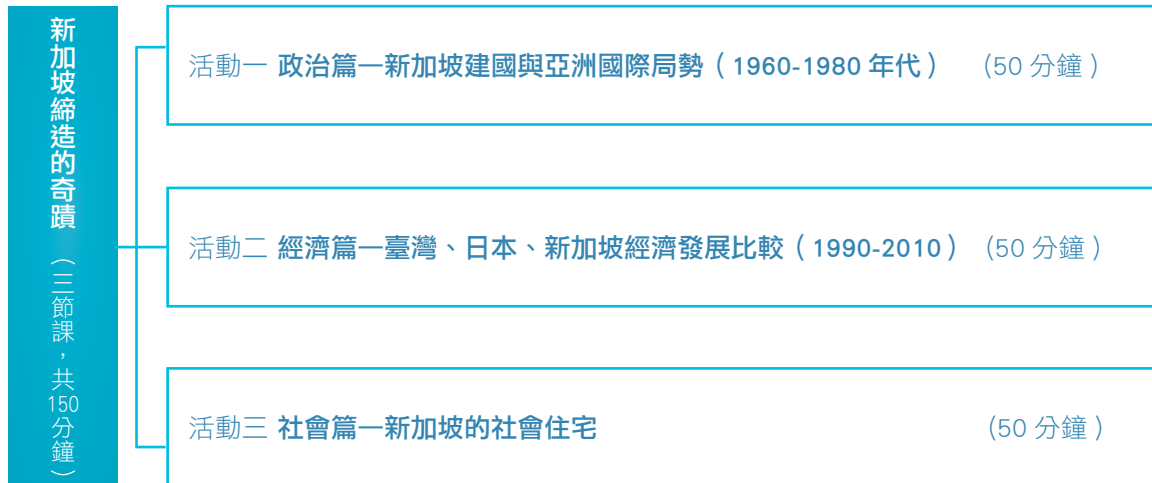 新加坡締造的奇蹟（三節課，共150分鐘）
活動一 政治篇—新加坡建國與亞洲國際局勢（1960-1980 年代） （50 分鐘）
活動二 經濟篇—臺灣、日本、新加坡經濟發展比較（1990-2010） （50 分鐘）
活動三 社會篇—新加坡的社會住宅 （50 分鐘）